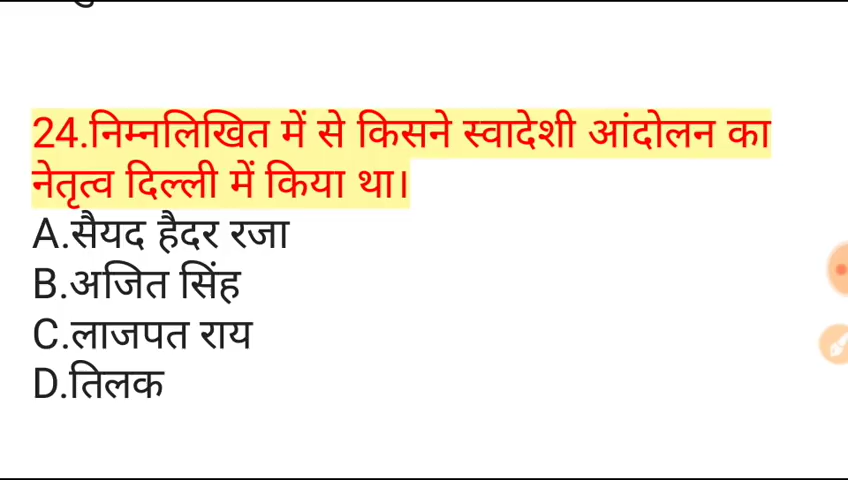 24.निम्नलिखित में से किसने स्वादेशी आंदोलन का
नेतृत्व दिल्ली में किया था।
A.सैयद हैदर रजा
B.अजित सिंह
C.लाजपत राय
D.तिलक